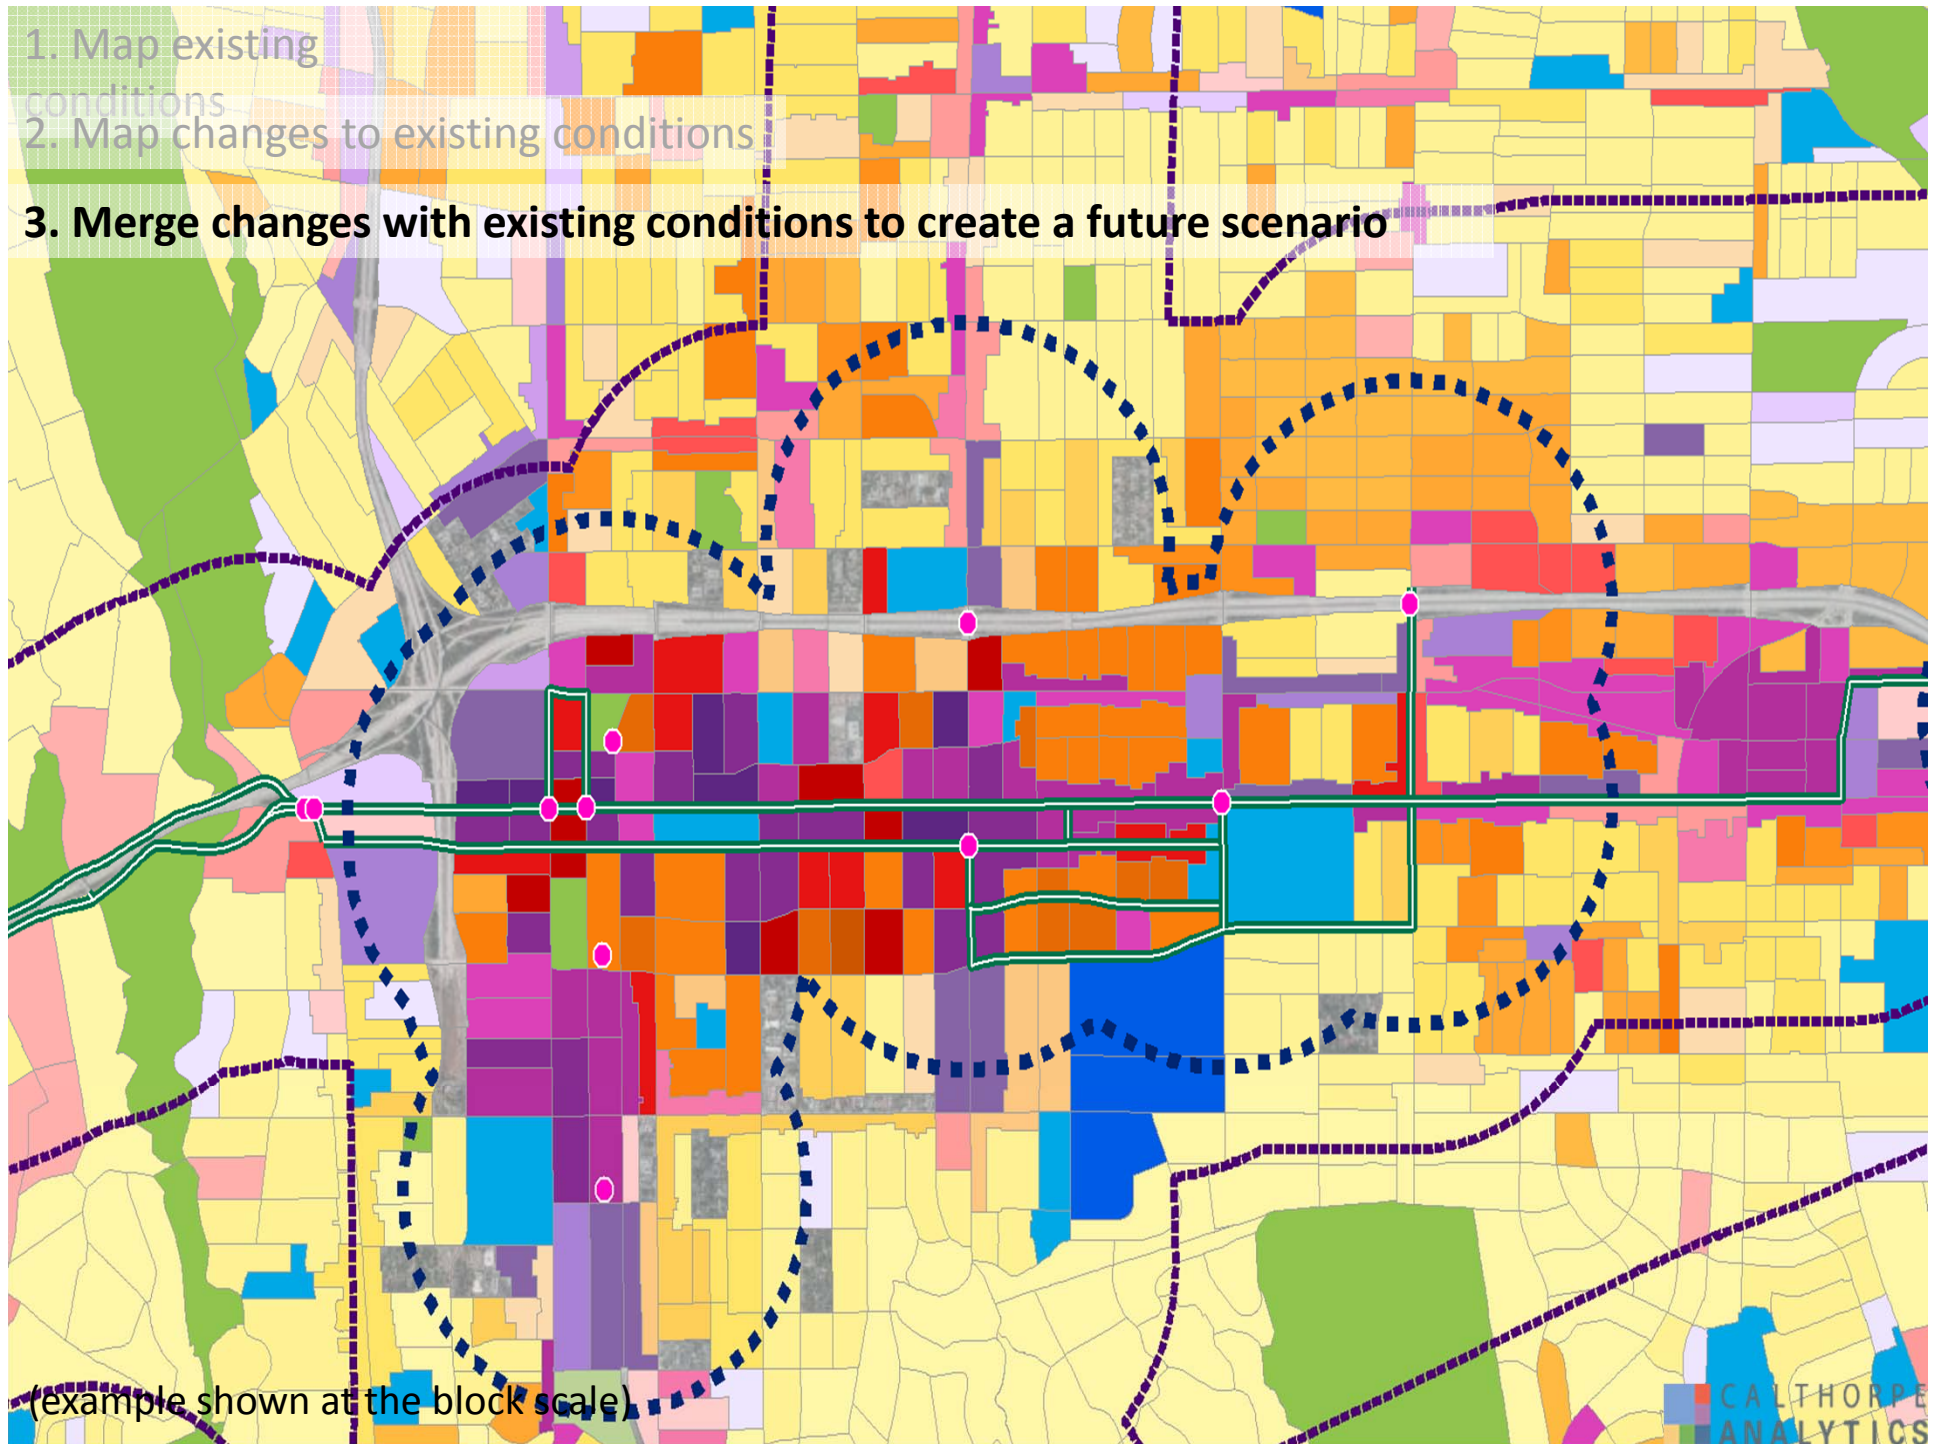 1. Map existing
conditions
2. Map changes to existing conditions
3. Merge changes with existing conditions to create a future scenario
(example shown at the block scale)
CALTHORPE
ANALYTICS